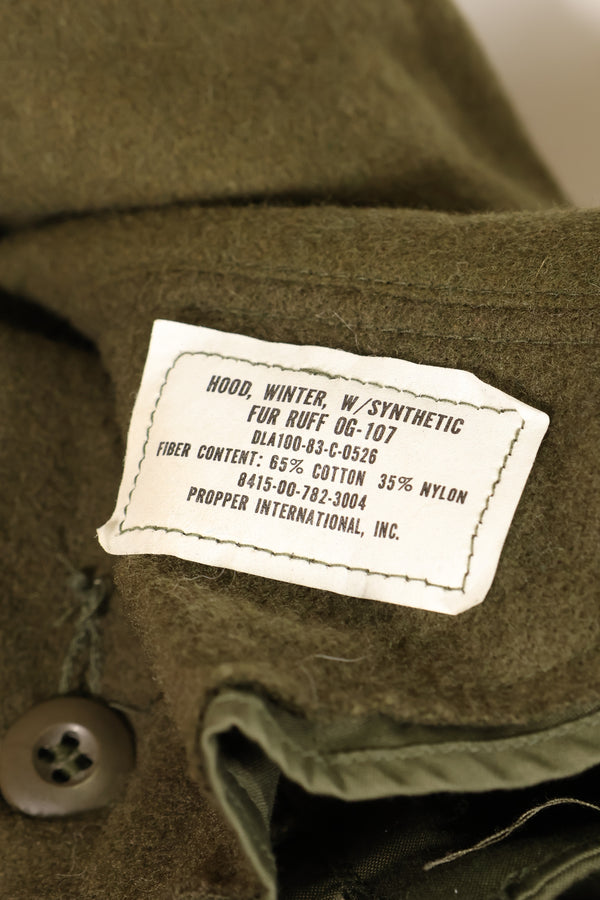 HOOD, WINTER, W/SYNTHETIC
FUR RUFF OG-107
DLA100-83-C-0526
FIBER CONTENT: 65% COTTON 35% NYLON
8415-00-782-3004
PROPPER INTERNATIONAL, INC.